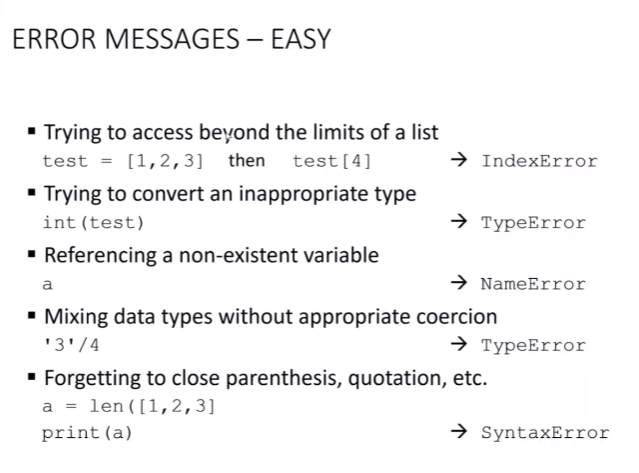 ERROR MESSAGES – EASY
▪ Trying to access beyond the limits of a list
test = [1,2,3] then test[4] → IndexError
▪ Trying to convert an inappropriate type
int(test) → TypeError
▪ Referencing a non-existent variable
a → NameError
▪ Mixing data types without appropriate coercion
'3'/4 → TypeError
▪ Forgetting to close parenthesis, quotation, etc.
a = len([1,2,3]
print(a) → SyntaxError